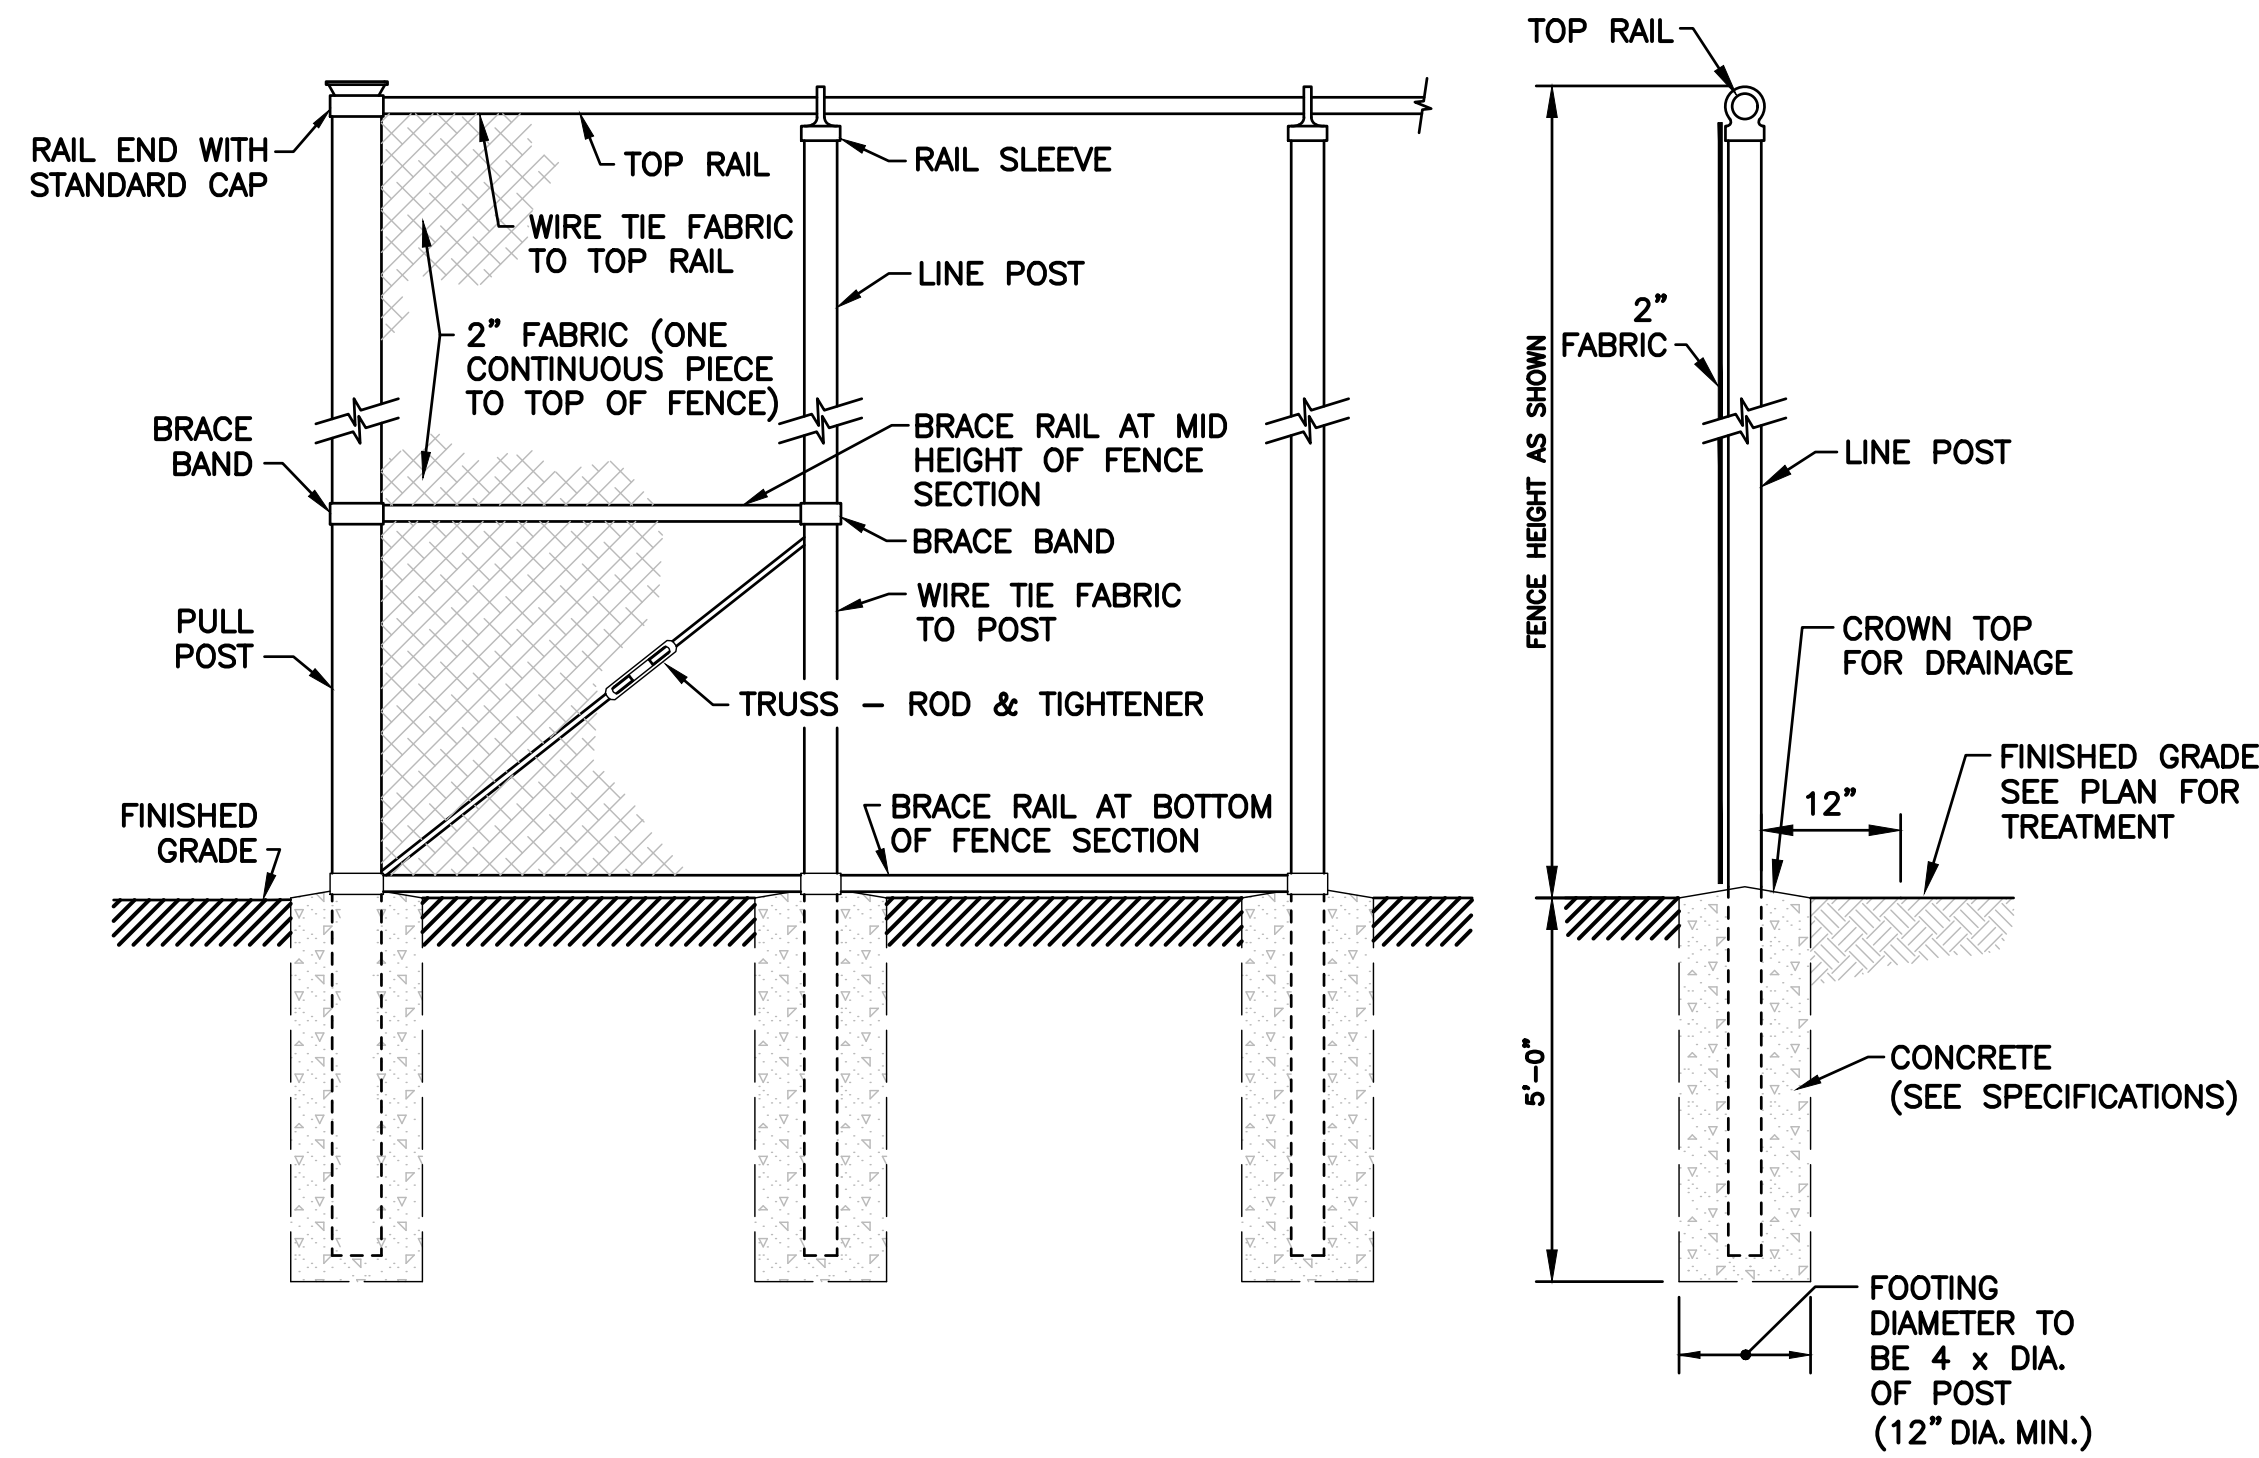 RAIL END WITH
STANDARD CAP
TOP RAIL
WIRE TIE FABRIC
TO TOP RAIL
2" FABRIC (ONE
CONTINUOUS PIECE
TO TOP OF FENCE)
RAIL SLEEVE
LINE POST
BRACE
BAND
BRACE RAIL AT MID
HEIGHT OF FENCE
SECTION
BRACE BAND
WIRE TIE FABRIC
TO POST
PULL
POST
TRUSS - ROD & TIGHTENER
FINISHED
GRADE
BRACE RAIL AT BOTTOM
OF FENCE SECTION
TOP RAIL
2"
FABRIC
FENCE HEIGHT AS SHOWN
LINE POST
CROWN TOP
FOR DRAINAGE
12"
FINISHED GRADE
SEE PLAN FOR
TREATMENT
5'-0"
CONCRETE
(SEE SPECIFICATIONS)
FOOTING
DIAMETER TO
BE 4 x DIA.
OF POST
(12" DIA. MIN.)